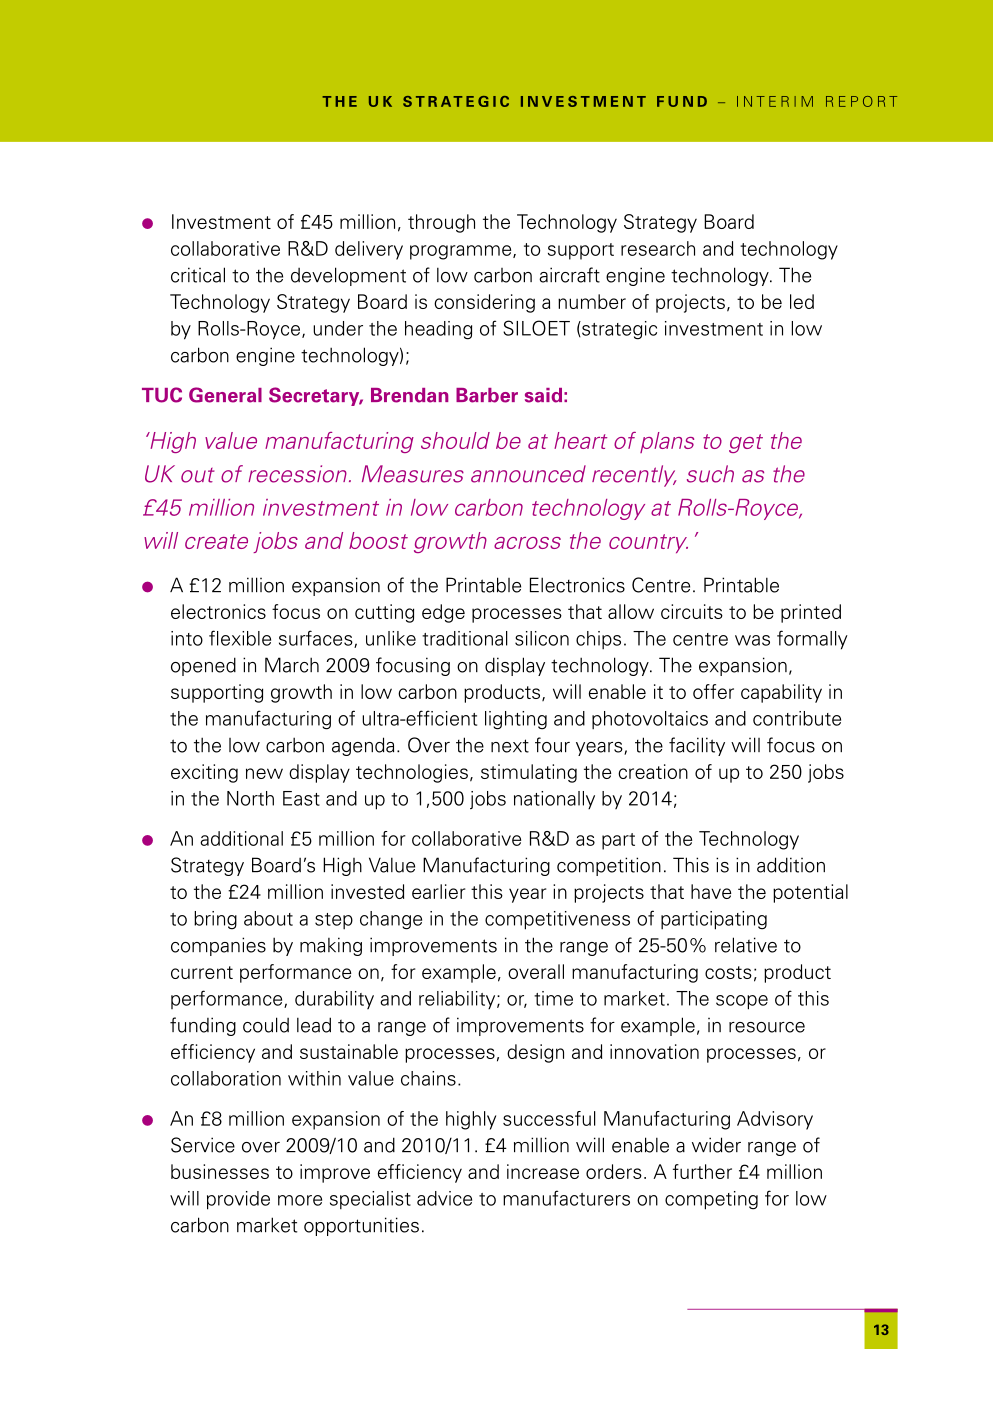 THE UK STRATEGIC INVESTMENT FUND – INTERIM REPORT
● Investment of £45 million, through the Technology Strategy Board
collaborative R&D delivery programme, to support research and technology
critical to the development of low carbon aircraft engine technology. The
Technology Strategy Board is considering a number of projects, to be led
by Rolls-Royce, under the heading of SILOET (strategic investment in low
carbon engine technology);
TUC General Secretary, Brendan Barber said:
‘High value manufacturing should be at heart of plans to get the
UK out of recession. Measures announced recently, such as the
£45 million investment in low carbon technology at Rolls-Royce,
will create jobs and boost growth across the country.’
● A £12 million expansion of the Printable Electronics Centre. Printable
electronics focus on cutting edge processes that allow circuits to be printed
into flexible surfaces, unlike traditional silicon chips. The centre was formally
opened in March 2009 focusing on display technology. The expansion,
supporting growth in low carbon products, will enable it to offer capability in
the manufacturing of ultra-efficient lighting and photovoltaics and contribute
to the low carbon agenda. Over the next four years, the facility will focus on
exciting new display technologies, stimulating the creation of up to 250 jobs
in the North East and up to 1,500 jobs nationally by 2014;
● An additional £5 million for collaborative R&D as part of the Technology
Strategy Board’s High Value Manufacturing competition. This is in addition
to the £24 million invested earlier this year in projects that have the potential
to bring about a step change in the competitiveness of participating
companies by making improvements in the range of 25-50% relative to
current performance on, for example, overall manufacturing costs; product
performance, durability and reliability; or, time to market. The scope of this
funding could lead to a range of improvements for example, in resource
efficiency and sustainable processes, design and innovation processes, or
collaboration within value chains.
● An £8 million expansion of the highly successful Manufacturing Advisory
Service over 2009/10 and 2010/11. £4 million will enable a wider range of
businesses to improve efficiency and increase orders. A further £4 million
will provide more specialist advice to manufacturers on competing for low
carbon market opportunities.
13